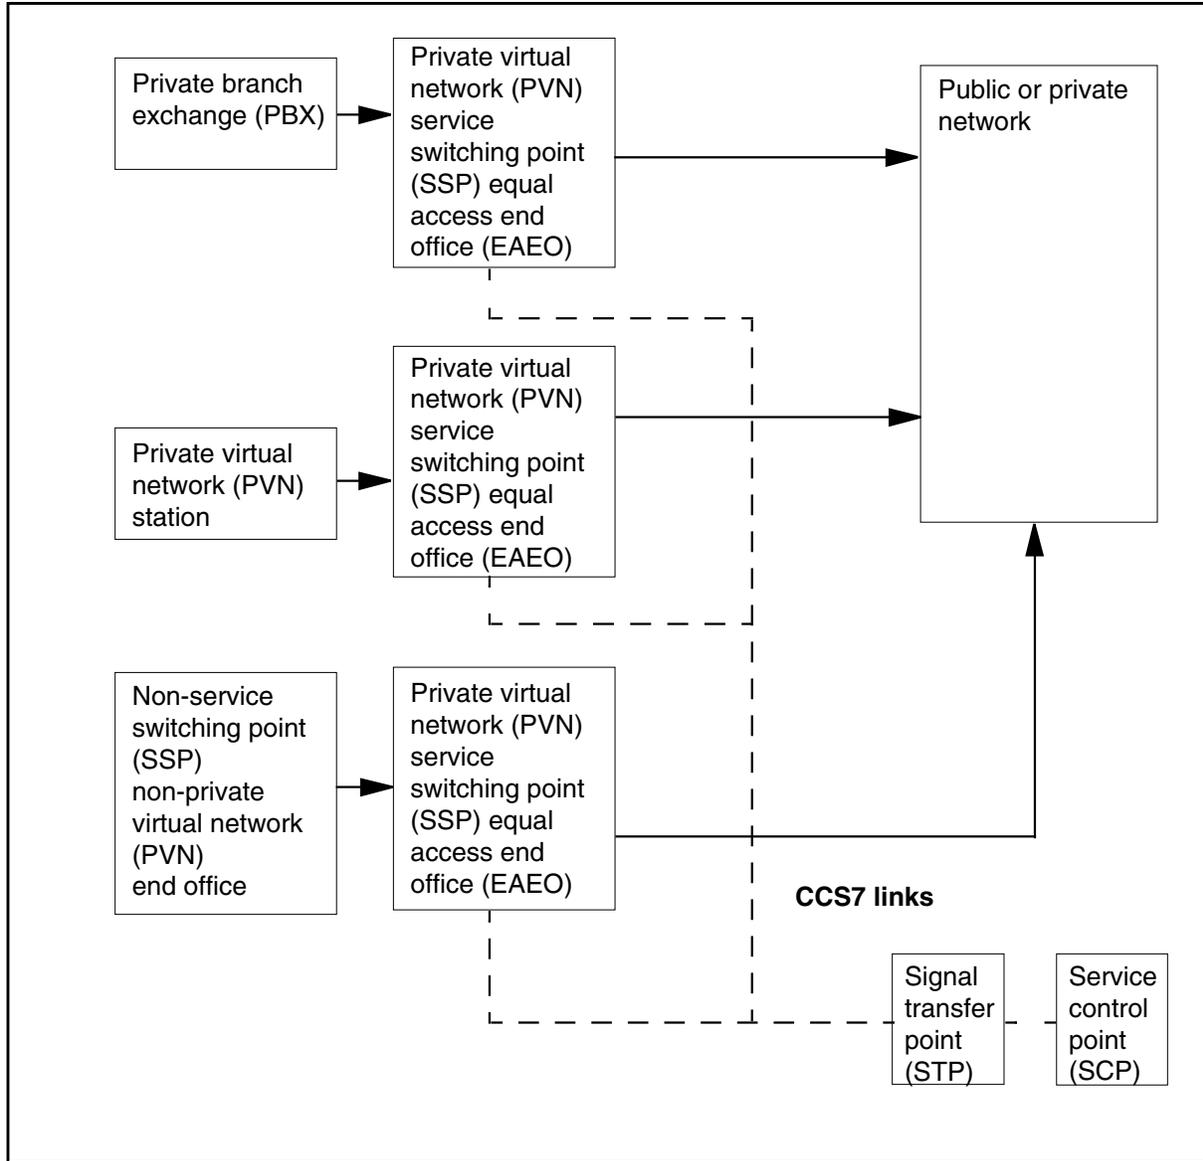 Private branch
exchange (PBX)
Private virtual
network (PVN)
service
switching point
(SSP) equal
access end
office (EAEO)
Public or private
network
Private virtual
network (PVN)
station
Private virtual
network (PVN)
service
switching point
(SSP) equal
access end
office (EAEO)
Non-service
switching point
(SSP)
non-private
virtual network
(PVN)
end office
Private virtual
network (PVN)
service
switching point
(SSP) equal
access end
office (EAEO)
CCS7 links
Signal
transfer
point
(STP)
Service
control
point
(SCP)